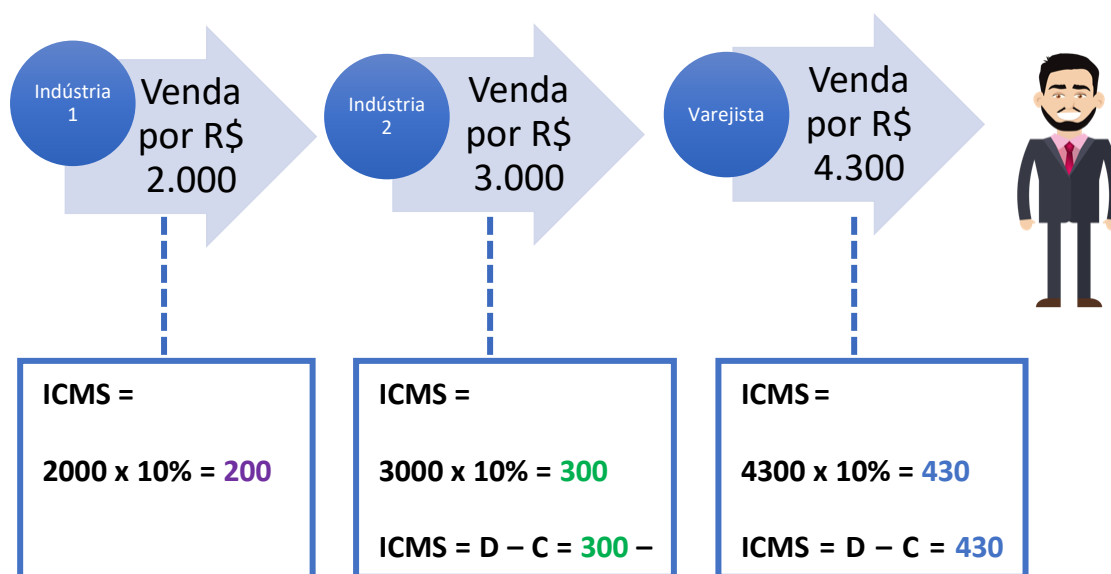 Indústria
1
Venda
por R$
2.000
Indústria
2
Venda
por R$
3.000
Varejista
Venda
por R$
4.300
ICMS =
2000 x 10% = 200
ICMS =
3000 x 10% = 300
ICMS = D – C = 300 –
ICMS =
4300 x 10% = 430
ICMS = D – C = 430